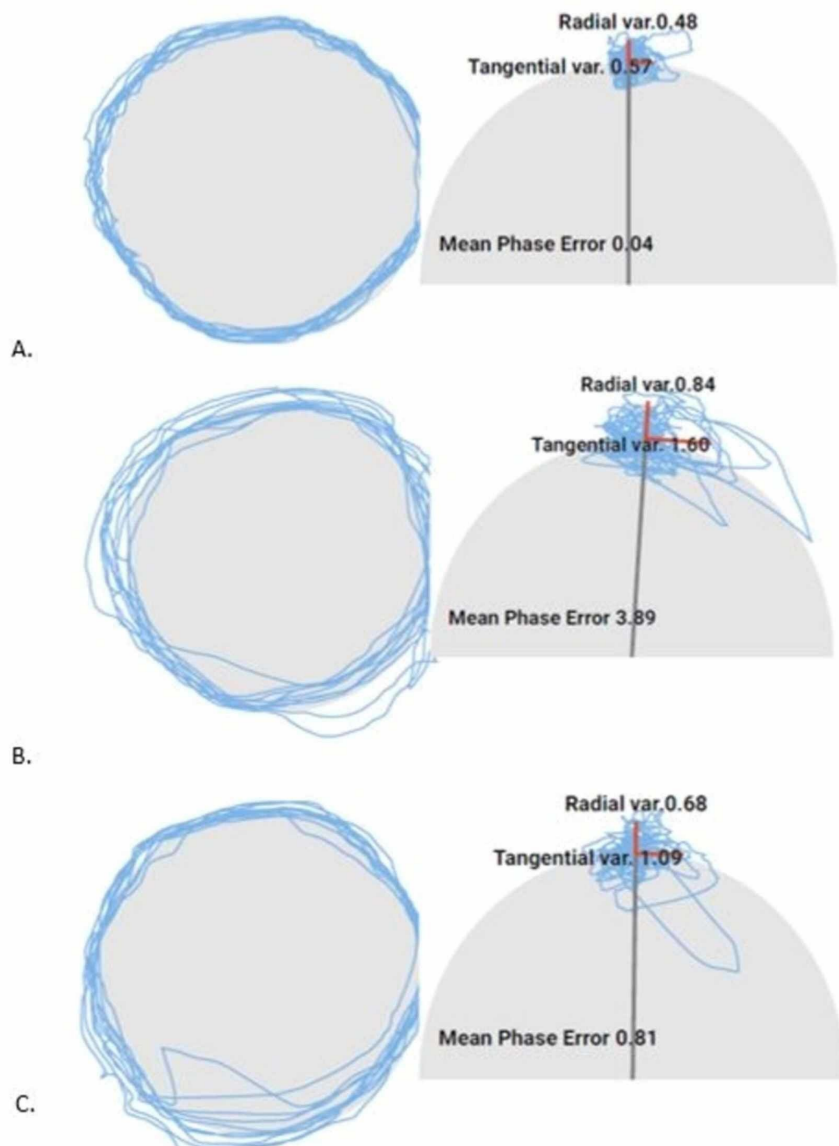 Radial var.0.48
Tangential var. 0.57
Mean Phase Error 0.04
A.
Radial var.0.84
Tangential var. 1.60
Mean Phase Error 3.89
B.
Radial var.0.68
Tangential var. 1.09
Mean Phase Error 0.81
C.